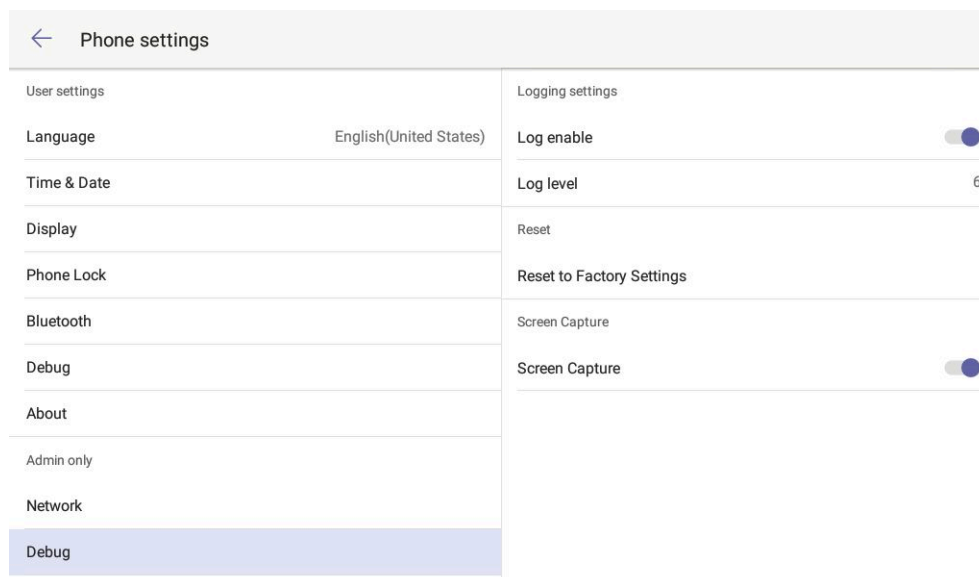 Phone settings
User settings
Language English(United States)
Time & Date
Display
Phone Lock
Bluetooth
Debug
About
Admin only
Network
Debug
Logging settings
Log enable
Log level 6
Reset
Reset to Factory Settings
Screen Capture
Screen Capture